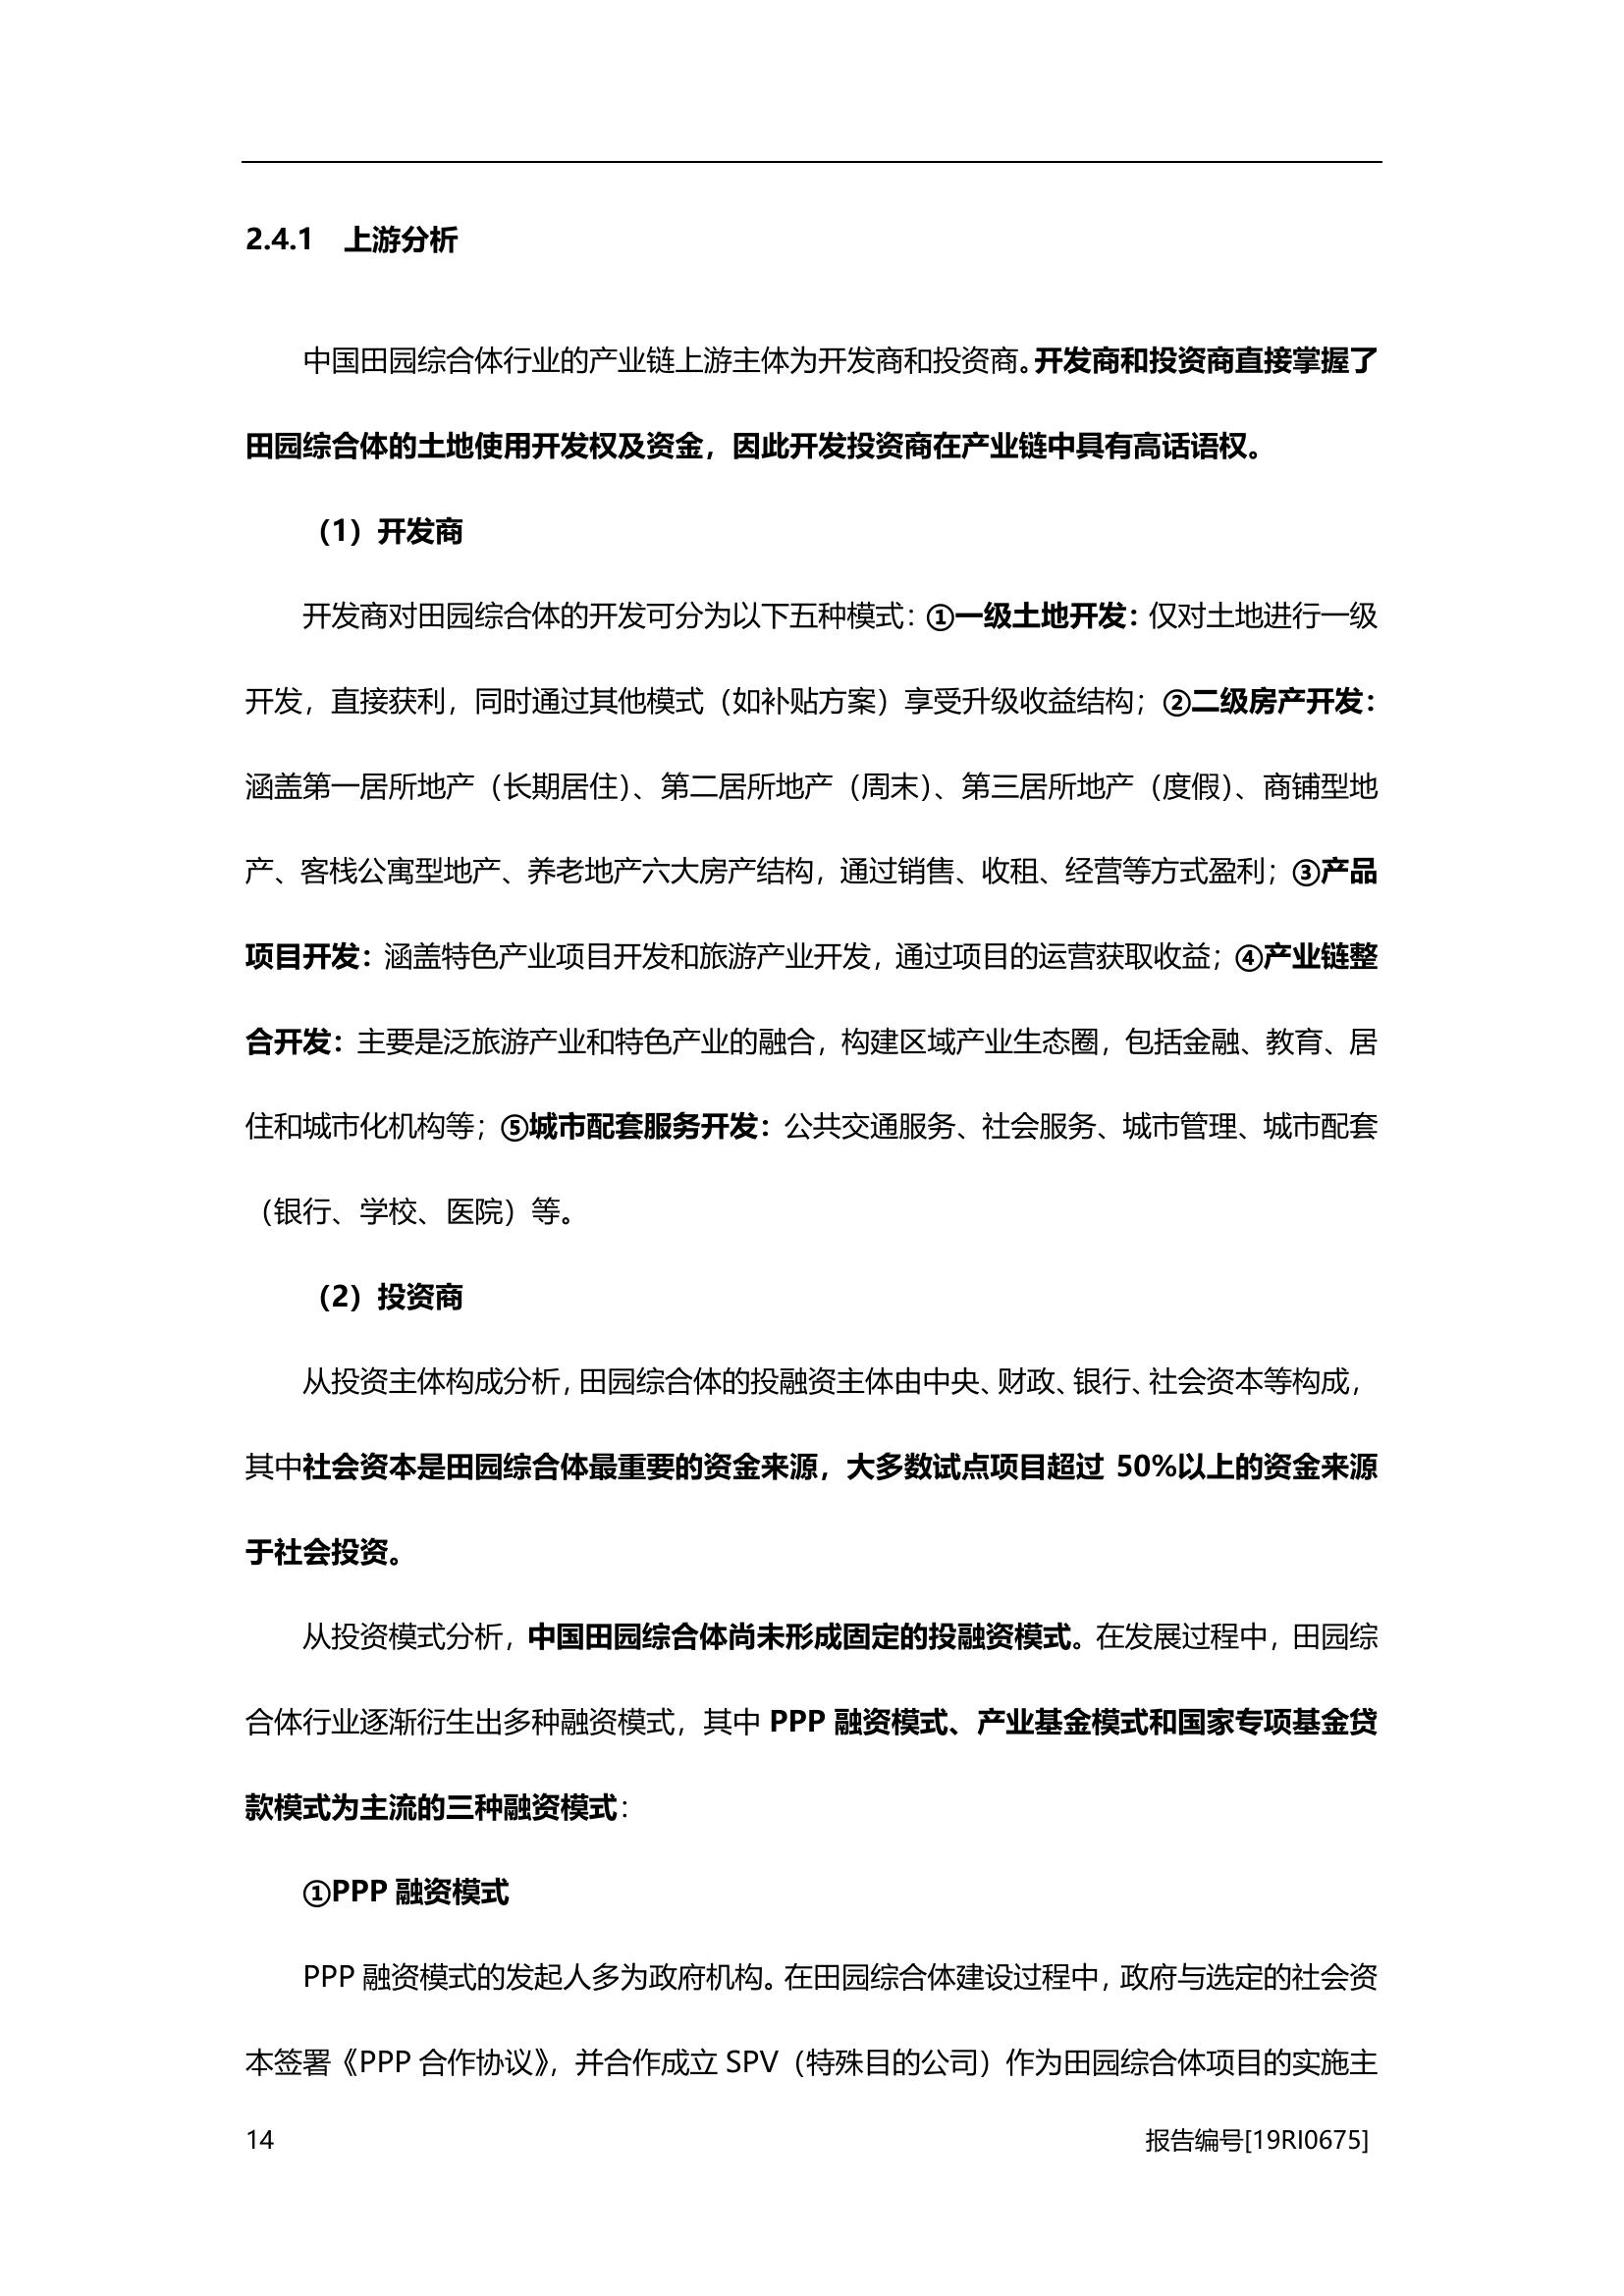 2.4.1 上游分析
中国田园综合体行业的产业链上游主体为开发商和投资商。开发商和投资商直接掌握了
田园综合体的土地使用开发权及资金，因此开发投资商在产业链中具有高话语权。
（1）开发商
开发商对田园综合体的开发可分为以下五种模式：①一级土地开发：仅对土地进行一级
开发，直接获利，同时通过其他模式（如补贴方案）享受升级收益结构；②二级房产开发：
涵盖第一居所地产（长期居住）、第二居所地产（周末）、第三居所地产（度假）、商铺型地
产、客栈公寓型地产、养老地产六大房产结构，通过销售、收租、经营等方式盈利；③产品
项目开发：涵盖特色产业项目开发和旅游产业开发，通过项目的运营获取收益；④产业链整
合开发：主要是泛旅游产业和特色产业的融合，构建区域产业生态圈，包括金融、教育、居
住和城市化机构等；⑤城市配套服务开发：公共交通服务、社会服务、城市管理、城市配套
（银行、学校、医院）等。
（2）投资商
从投资主体构成分析，田园综合体的投融资主体由中央、财政、银行、社会资本等构成，
其中社会资本是田园综合体最重要的资金来源，大多数试点项目超过 50%以上的资金来源
于社会投资。
从投资模式分析，中国田园综合体尚未形成固定的投融资模式。在发展过程中，田园综
合体行业逐渐衍生出多种融资模式，其中 PPP 融资模式、产业基金模式和国家专项基金贷
款模式为主流的三种融资模式：
①PPP 融资模式
PPP 融资模式的发起人多为政府机构。在田园综合体建设过程中，政府与选定的社会资
本签署《PPP 合作协议》，并合作成立 SPV（特殊目的公司）作为田园综合体项目的实施主
14 报告编号[19RI0675]